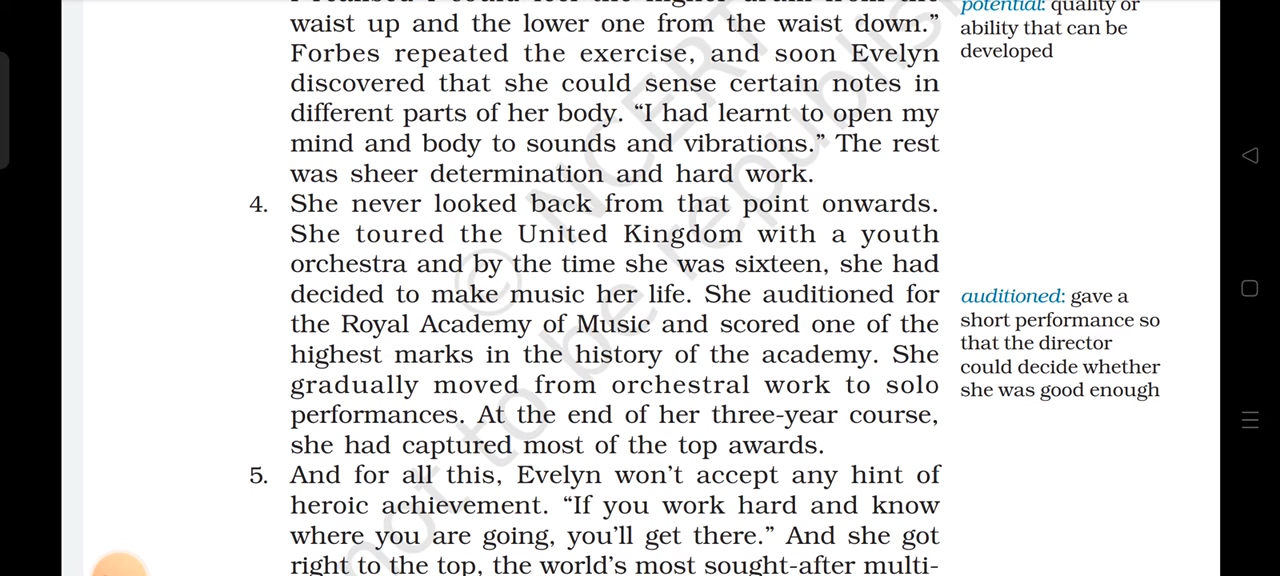 waist up and the lower one from the waist down.”
Forbes repeated the exercise, and soon Evelyn
discovered that she could sense certain notes in
different parts of her body. “I had learnt to open my
mind and body to sounds and vibrations.” The rest
was sheer determination and hard work.
4. She never looked back from that point onwards.
She toured the United Kingdom with a youth
orchestra and by the time she was sixteen, she had
decided to make music her life. She auditioned for
the Royal Academy of Music and scored one of the
highest marks in the history of the academy. She
gradually moved from orchestral work to solo
performances. At the end of her three-year course,
she had captured most of the top awards.
5. And for all this, Evelyn won’t accept any hint of
heroic achievement. “If you work hard and know
where you are going, you’ll get there.” And she got
right to the top, the world’s most sought-after multi-
potential: quality or
ability that can be
developed
auditioned: gave a
short performance so
that the director
could decide whether
she was good enough
© NCERT
not to be republis